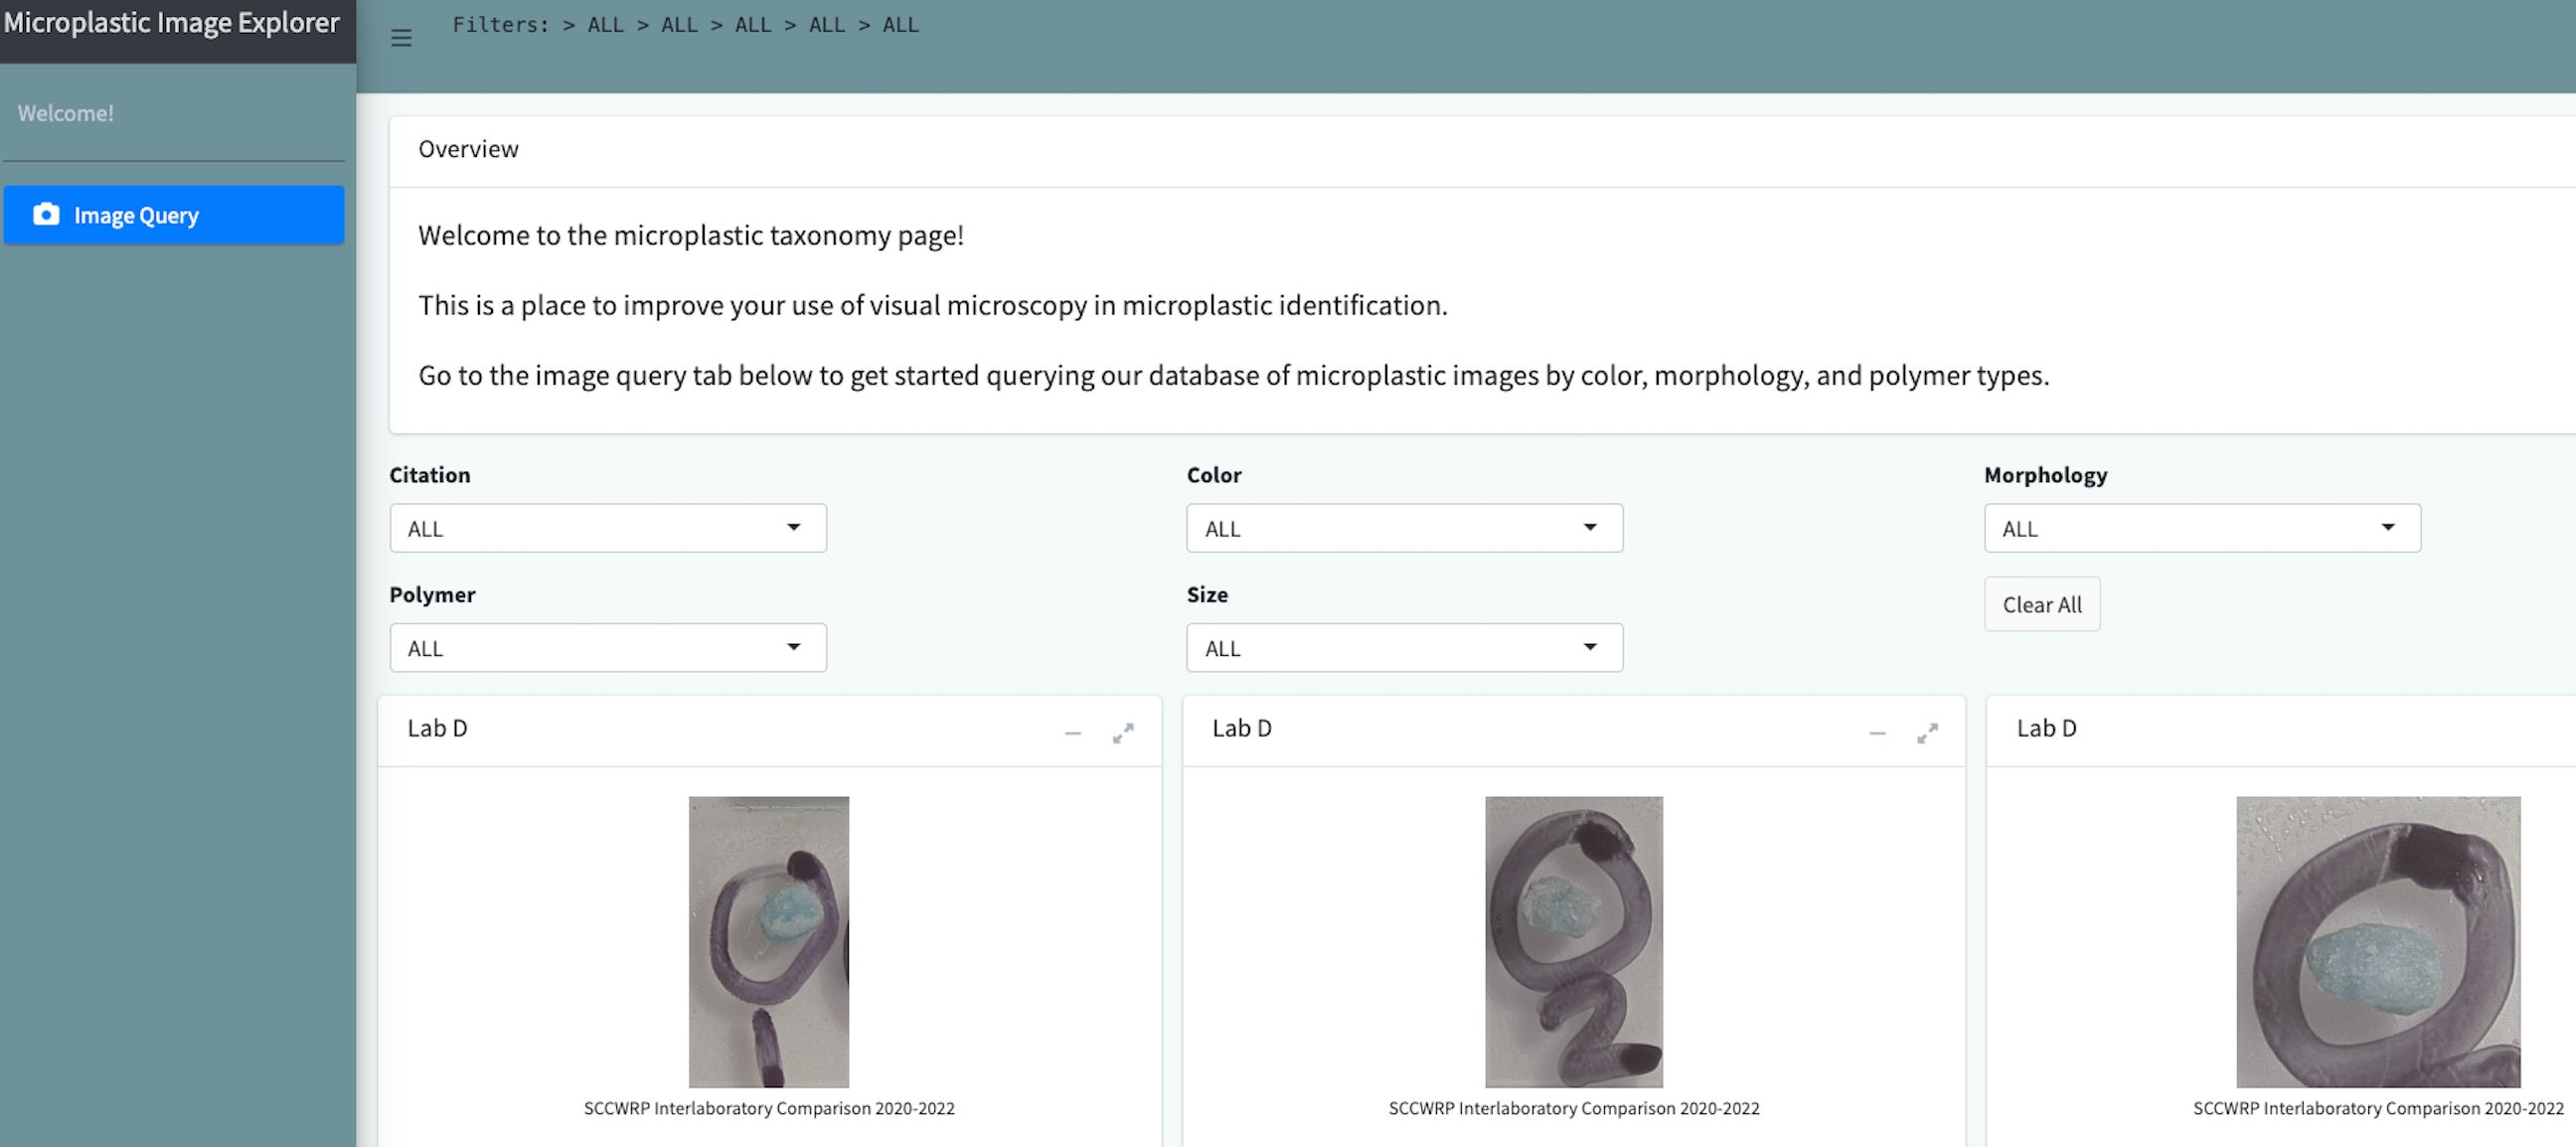 Microplastic Image Explorer
Filters: > ALL > ALL > ALL > ALL > ALL
Welcome!
Image Query
Overview
Welcome to the microplastic taxonomy page!
This is a place to improve your use of visual microscopy in microplastic identification.
Go to the image query tab below to get started querying our database of microplastic images by color, morphology, and polymer types.
Citation
ALL
Color
ALL
Morphology
ALL
Polymer
ALL
Size
ALL
Clear All
Lab D
Lab D
Lab D
SCCWRP Interlaboratory Comparison 2020-2022
SCCWRP Interlaboratory Comparison 2020-2022
SCCWRP Interlaboratory Comparison 2020-2022